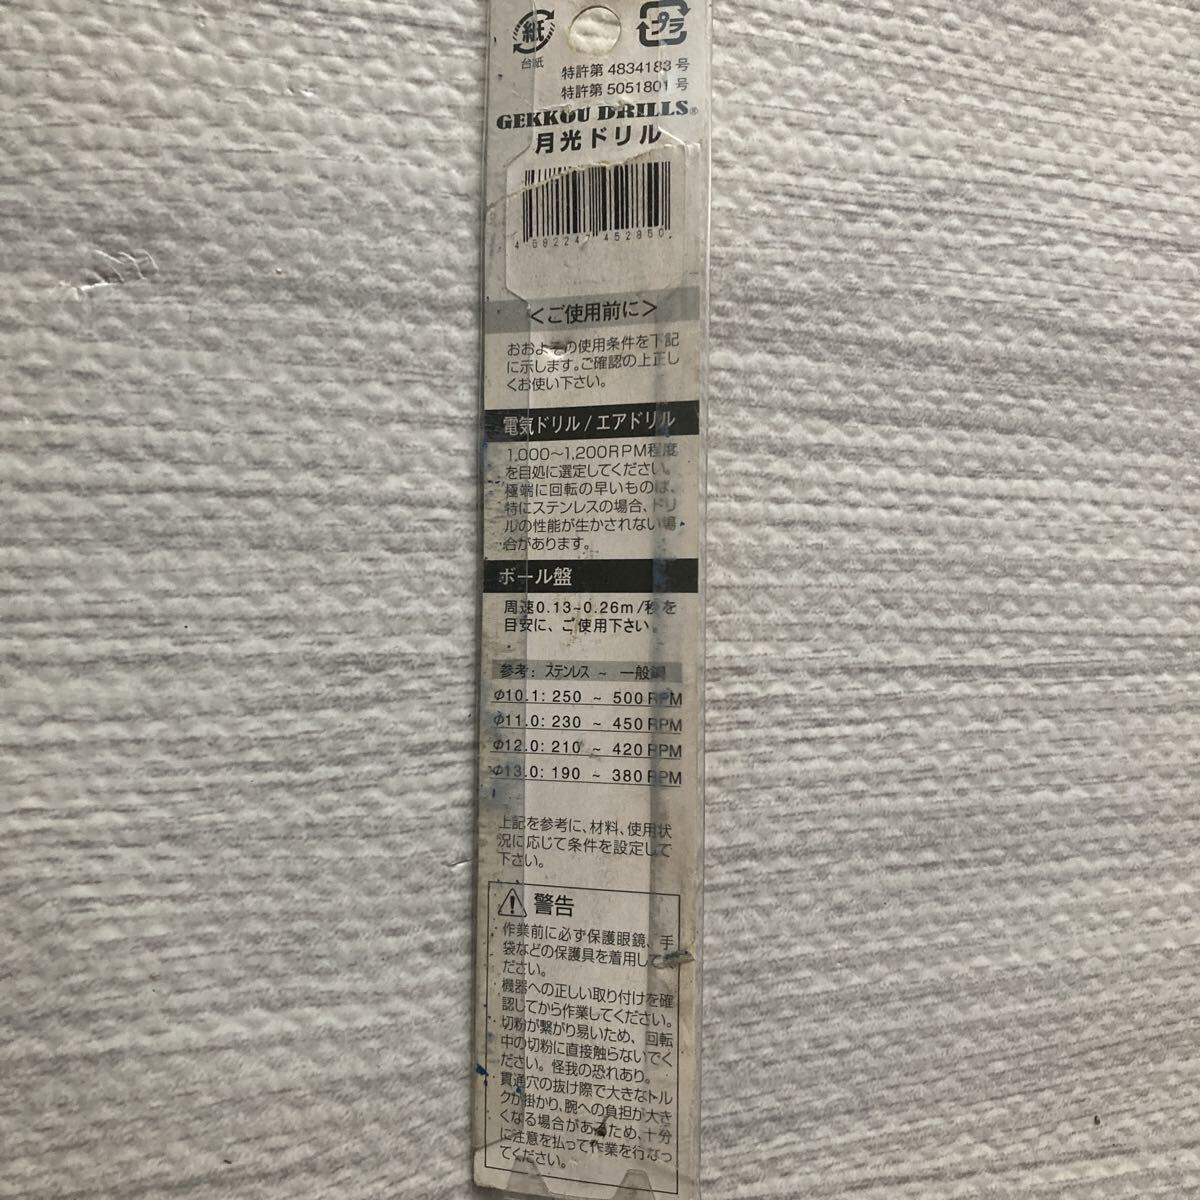 紙
台紙
プラ
特許第 4834183 号
特許第 5051801 号
GEKKOU DRILLS®
月光ドリル
452850
＜ご使用前に＞
おおよその使用条件を下記
に示します。ご確認の上正し
くお使い下さい。
電気ドリル/エアドリル
1,000〜1,200RPM程度
を目処に選定してください。
極端に回転の早いものは、
特にステンレスの場合、ドリ
ルの性能が生かされない場
合があります。
ボール盤
周速0.13~0.26m/秒を
目安に、ご使用下さい。
参考: ステンレス ~ 一般鋼
Φ10.1: 250 ~ 500 RPM
Φ11.0: 230 ~ 450 RPM
Φ12.0: 210 ~ 420 RPM
Φ13.0: 190 ~ 380 RPM
上記を参考に、材料、使用状
況に応じて条件を設定して
下さい。
警告
作業前に必ず保護眼鏡、手
袋などの保護具を着用してく
ださい。
機器への正しい取り付けを確
認してから作業してください。
切粉が繋がり易いため、回転
中の切粉に直接触らないでく
ださい。怪我の恐れあり。
貫通穴の抜け際で大きなトル
クが掛かり、腕への負担が大き
くなる場合があるため、十分
に注意を払って作業を行なっ
てください。